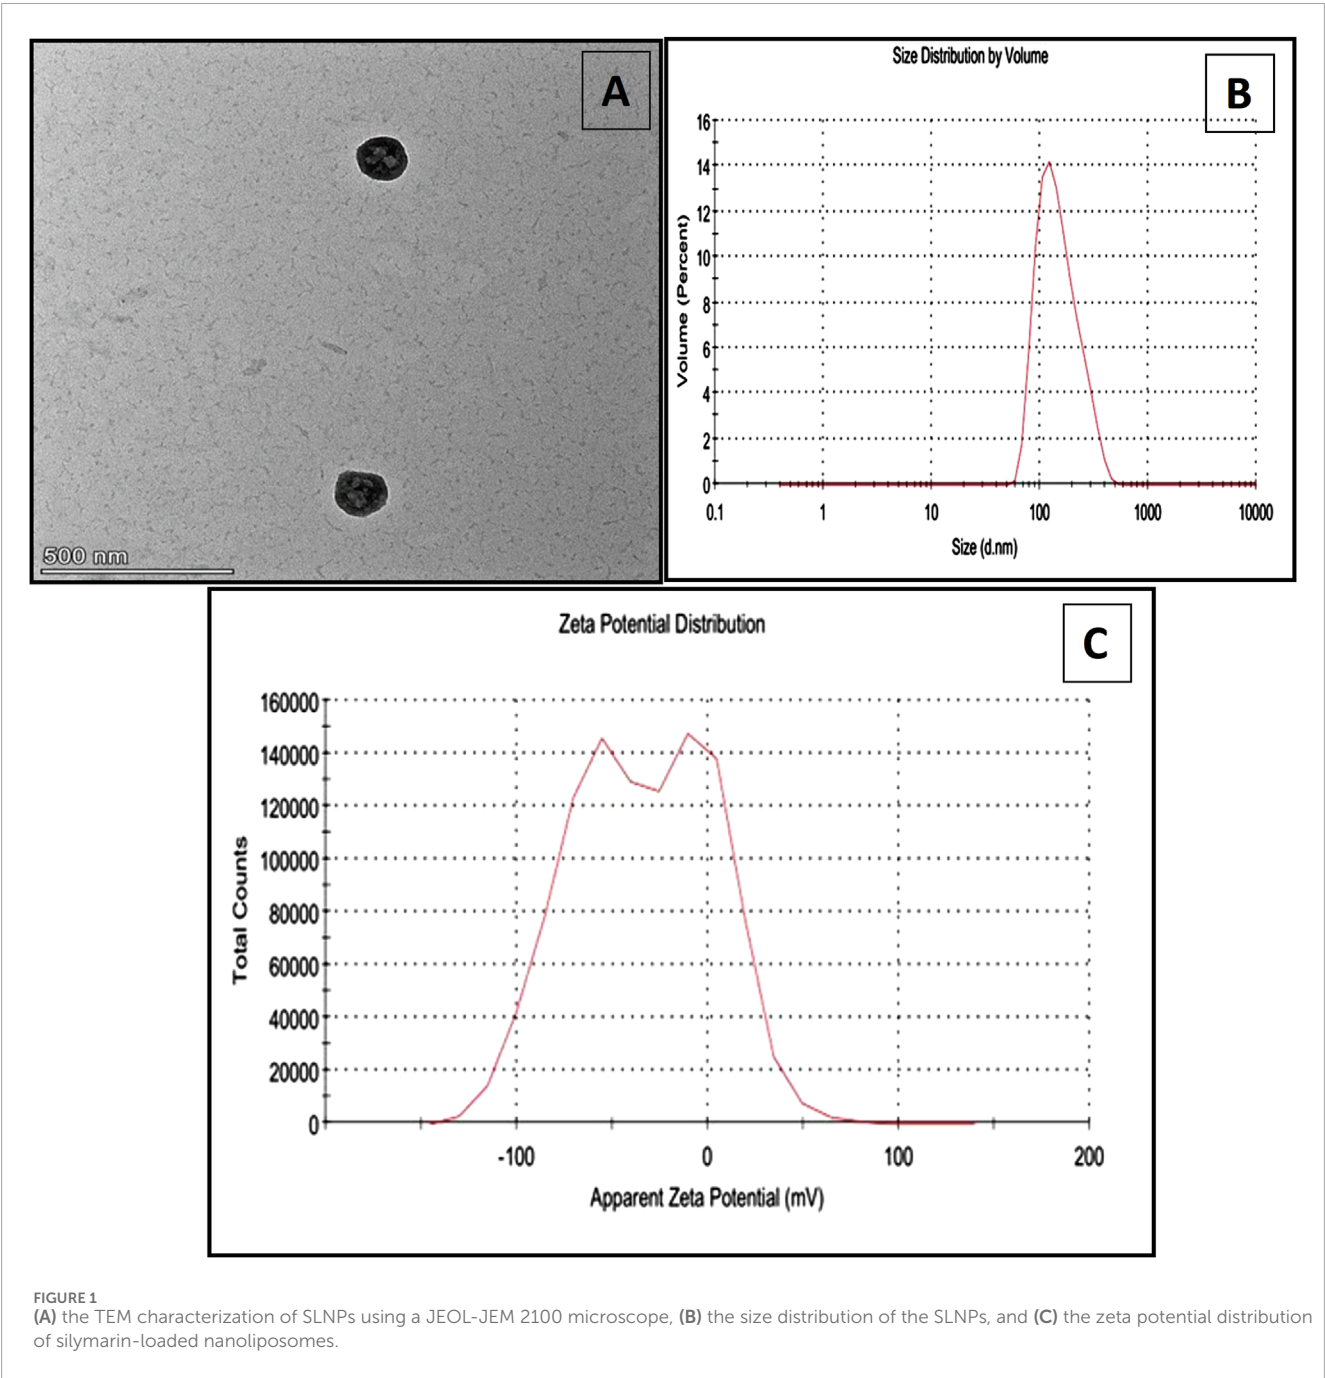 A
500 nm
Size Distribution by Volume
B
Volume (Percent)
16
14
12
10
8
6
4
2
0
0.1 1 10 100 1000 10000
Size (d.nm)
Zeta Potential Distribution
C
Total Counts
160000
140000
120000
100000
80000
60000
40000
20000
0
-100 0 100 200
Apparent Zeta Potential (mV)
FIGURE 1
(A) the TEM characterization of SLNPs using a JEOL-JEM 2100 microscope, (B) the size distribution of the SLNPs, and (C) the zeta potential distribution
of silymarin-loaded nanoliposomes.